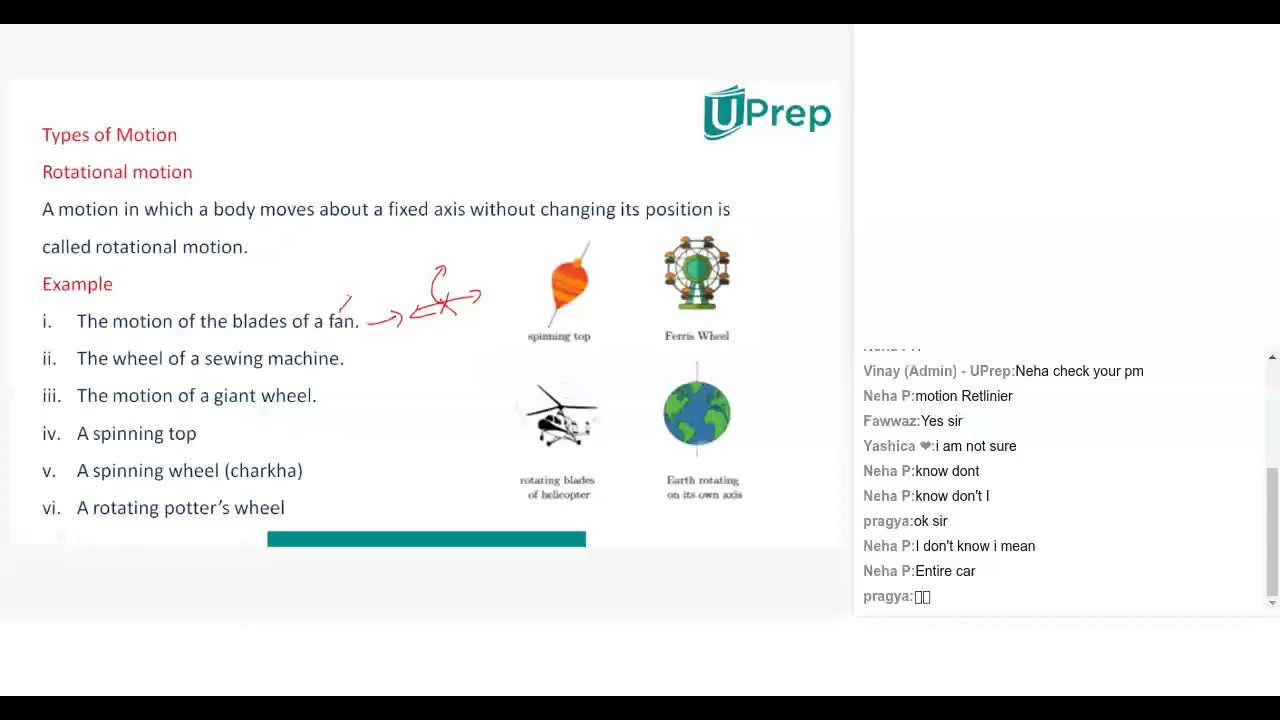 UPrep
Types of Motion
Rotational motion
A motion in which a body moves about a fixed axis without changing its position is
called rotational motion.
Example
i. The motion of the blades of a fan.
ii. The wheel of a sewing machine.
iii. The motion of a giant wheel.
iv. A spinning top
v. A spinning wheel (charkha)
vi. A rotating potter's wheel
spinning top
Ferris Wheel
rotating blades
of helicopter
Earth rotating
on its own axis
Vinay (Admin) - UPrep:Neha check your pm
Neha P:motion Retlinier
Fawwaz:Yes sir
Yashica ❤:i am not sure
Neha P:know dont
Neha P:know don't I
pragya:ok sir
Neha P:I don't know i mean
Neha P:Entire car
pragya: